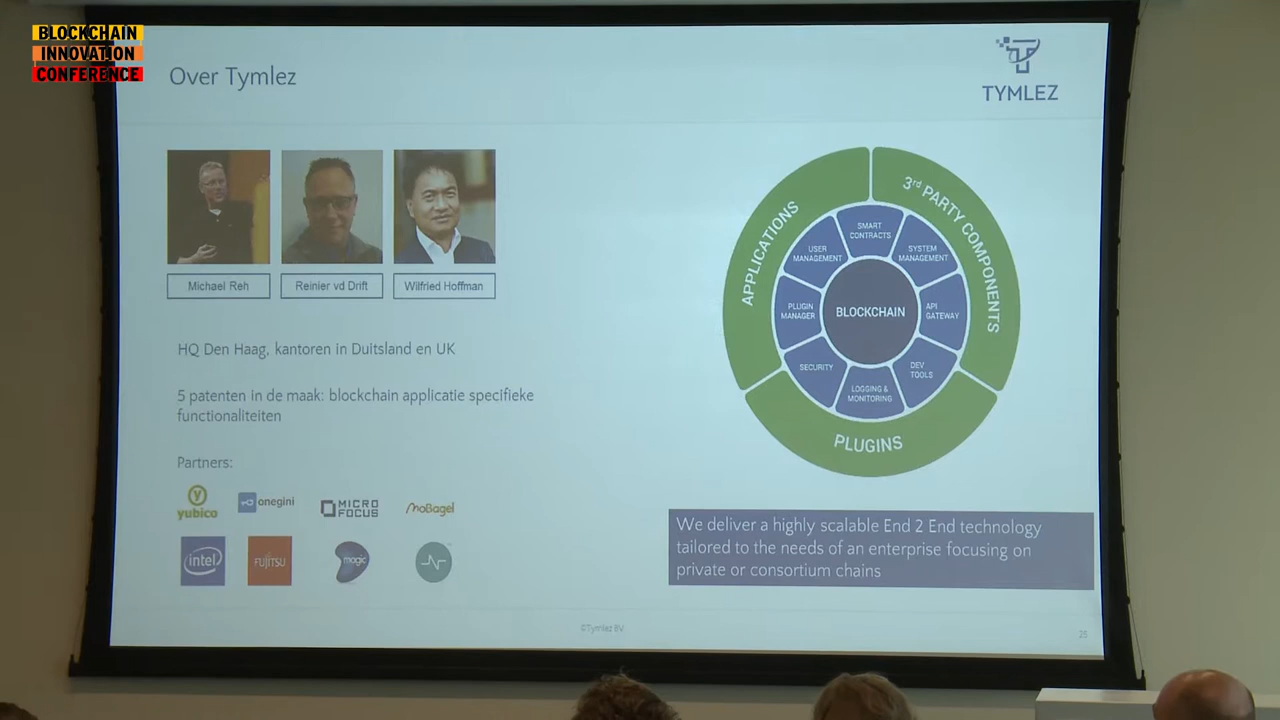 BLOCKCHAIN
INNOVATION
CONFERENCE
Over Tymlez
TYMLEZ
Michael Reh
Reinier vd Drift
Wilfried Hoffman
HQ Den Haag, kantoren in Duitsland en UK
5 patenten in de maak: blockchain applicatie specifieke
functionaliteiten
Partners:
yubico
onegini
MICRO
FOCUS
moBagel
intel
FUJITSU
magic
APPLICATIONS
3rd PARTY COMPONENTS
PLUGINS
SMART
CONTRACTS
SYSTEM
MANAGEMENT
API
GATEWAY
DEV
TOOLS
LOGGING &
MONITORING
SECURITY
PLUGIN
MANAGER
USER
MANAGEMENT
BLOCKCHAIN
We deliver a highly scalable End 2 End technology
tailored to the needs of an enterprise focusing on
private or consortium chains
©Tymlez BV
25